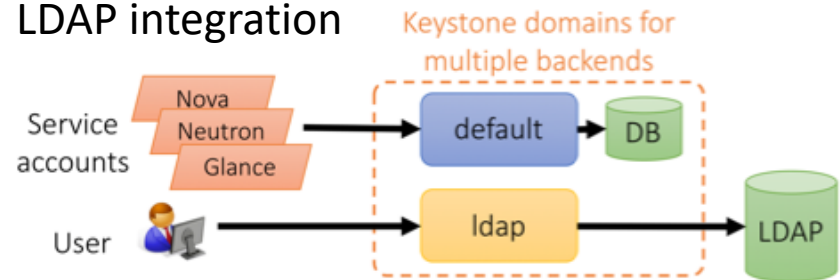 LDAP integration
Keystone domains for
multiple backends
Service
accounts
Nova
Neutron
Glance
default
DB
User
ldap
LDAP